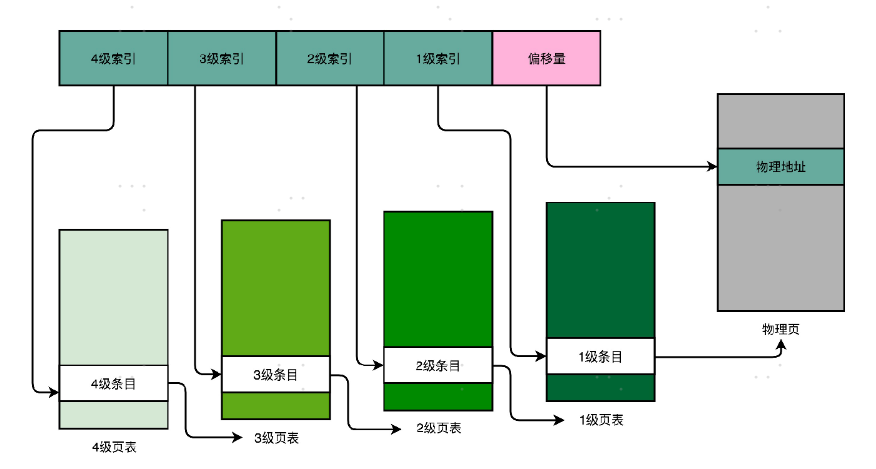 4级索引
3级索引
2级索引
1级索引
偏移量
物理地址
物理页
4级条目
3级条目
2级条目
1级条目
4级页表
3级页表
2级页表
1级页表